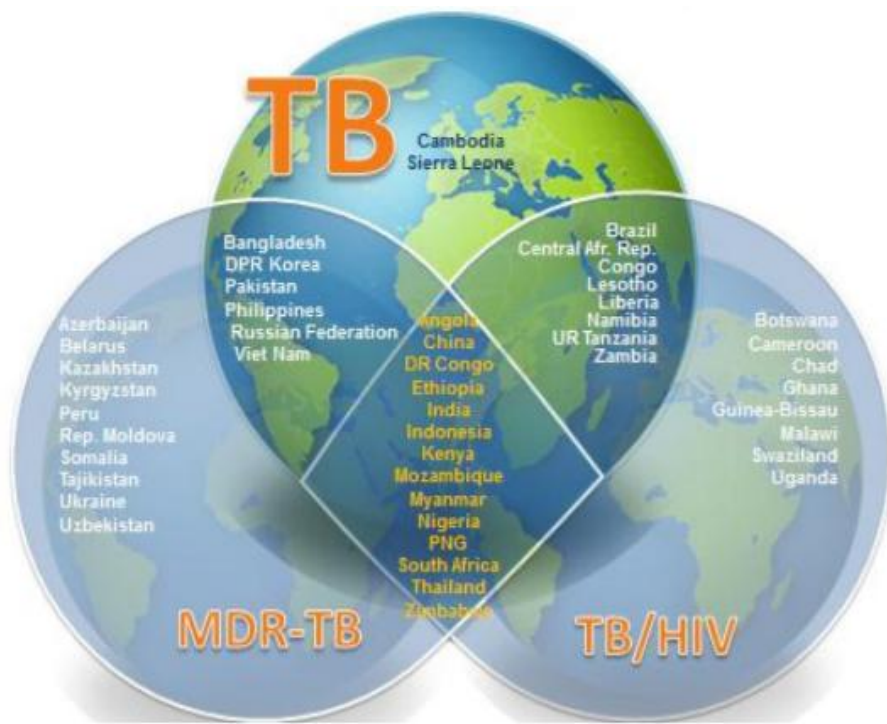 TB
Cambodia
Sierra Leone
Bangladesh
DPR Korea
Pakistan
Philippines
Russian Federation
Viet Nam
Brazil
Central Afr. Rep.
Congo
Lesotho
Liberia
Namibia
UR Tanzania
Zambia
Azerbaijan
Belarus
Kazakhstan
Kyrgyzstan
Peru
Rep. Moldova
Somalia
Tajikistan
Ukraine
Uzbekistan
Angola
China
DR Congo
Ethiopia
India
Indonesia
Kenya
Mozambique
Myanmar
Nigeria
PNG
South Africa
Thailand
Zimbabwe
Botswana
Cameroon
Chad
Ghana
Guinea-Bissau
Malawi
Swaziland
Uganda
MDR-TB
TB/HIV